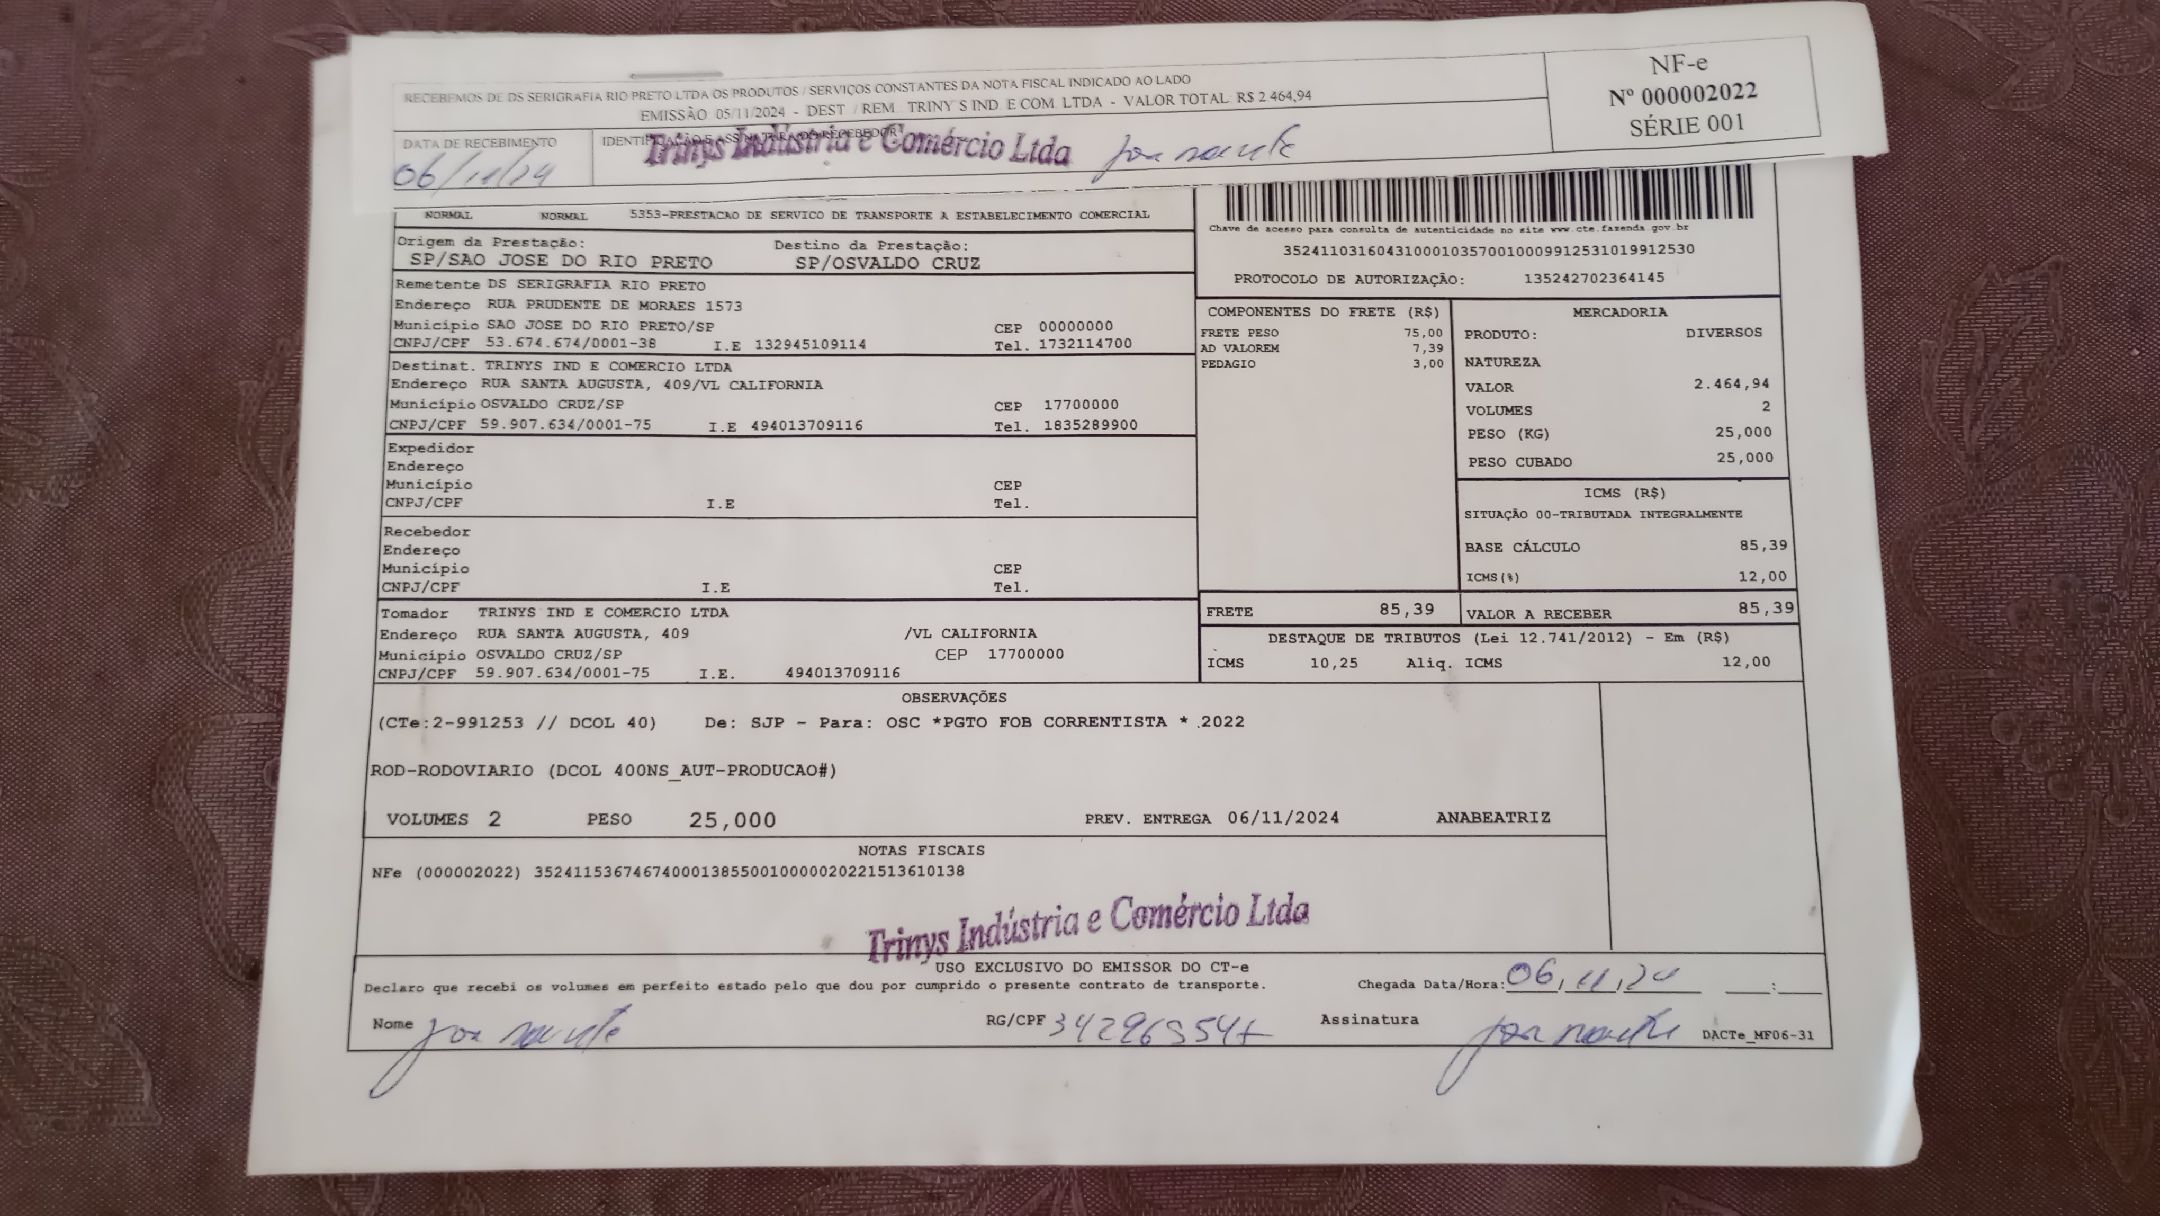 RECEBEMOS DE DS SERIGRAFIA RIO PRETO LTDA OS PRODUTOS / SERVIÇOS CONSTANTES DA NOTA FISCAL INDICADO AO LADO
EMISSÃO 05/11/2024 - DEST / REM. TRINY'S IND. E COM. LTDA - VALOR TOTAL: R$ 2.464,94
NF-e
Nº 000002022
SÉRIE 001
DATA DE RECEBIMENTO
IDENTIFICAÇÃO E ASSINATURA DO RECEBEDOR
06/11/24
Trinys Indústria e Comércio Ltda
NORMAL NORMAL 5353-PRESTACAO DE SERVICO DE TRANSPORTE A ESTABELECIMENTO COMERCIAL
Chave de acesso para consulta de autenticidade no site www.cte.fazenda.gov.br
35241103160431000103570010009912531019912530
PROTOCOLO DE AUTORIZAÇÃO: 135242702364145
Origem da Prestação: Destino da Prestação:
SP/SAO JOSE DO RIO PRETO SP/OSVALDO CRUZ
Remetente DS SERIGRAFIA RIO PRETO
Endereço RUA PRUDENTE DE MORAES 1573
Município SAO JOSE DO RIO PRETO/SP CEP 00000000
CNPJ/CPF 53.674.674/0001-38 I.E 132945109114 Tel. 1732114700
Destinat. TRINYS IND E COMERCIO LTDA
Endereço RUA SANTA AUGUSTA, 409/VL CALIFORNIA
Município OSVALDO CRUZ/SP CEP 17700000
CNPJ/CPF 59.907.634/0001-75 I.E 494013709116 Tel. 1835289900
Expedidor
Endereço
Município CEP
CNPJ/CPF I.E Tel.
Recebedor
Endereço
Município CEP
CNPJ/CPF I.E Tel.
Tomador TRINYS IND E COMERCIO LTDA
Endereço RUA SANTA AUGUSTA, 409 /VL CALIFORNIA
Município OSVALDO CRUZ/SP CEP 17700000
CNPJ/CPF 59.907.634/0001-75 I.E. 494013709116
COMPONENTES DO FRETE (R$)
FRETE PESO 75,00
AD VALOREM 7,39
PEDAGIO 3,00
MERCADORIA
PRODUTO: DIVERSOS
NATUREZA
VALOR 2.464,94
VOLUMES 2
PESO (KG) 25,000
PESO CUBADO 25,000
ICMS (R$)
SITUAÇÃO 00-TRIBUTADA INTEGRALMENTE
BASE CÁLCULO 85,39
ICMS(%) 12,00
FRETE 85,39
VALOR A RECEBER 85,39
DESTAQUE DE TRIBUTOS (Lei 12.741/2012) - Em (R$)
ICMS 10,25 Aliq. ICMS 12,00
OBSERVAÇÕES
(CTe:2-991253 // DCOL 40) De: SJP - Para: OSC *PGTO FOB CORRENTISTA * .2022
ROD-RODOVIARIO (DCOL 400NS_AUT-PRODUCAO#)
VOLUMES 2 PESO 25,000 PREV. ENTREGA 06/11/2024 ANABEATRIZ
NOTAS FISCAIS
NFe (000002022) 35241153674674000138550010000020221513610138
Trinys Indústria e Comércio Ltda
USO EXCLUSIVO DO EMISSOR DO CT-e
Declaro que recebi os volumes em perfeito estado pelo que dou por cumprido o presente contrato de transporte. Chegada Data/Hora: 06,11,24 :
Nome RG/CPF Assinatura DACTe_MF06-31